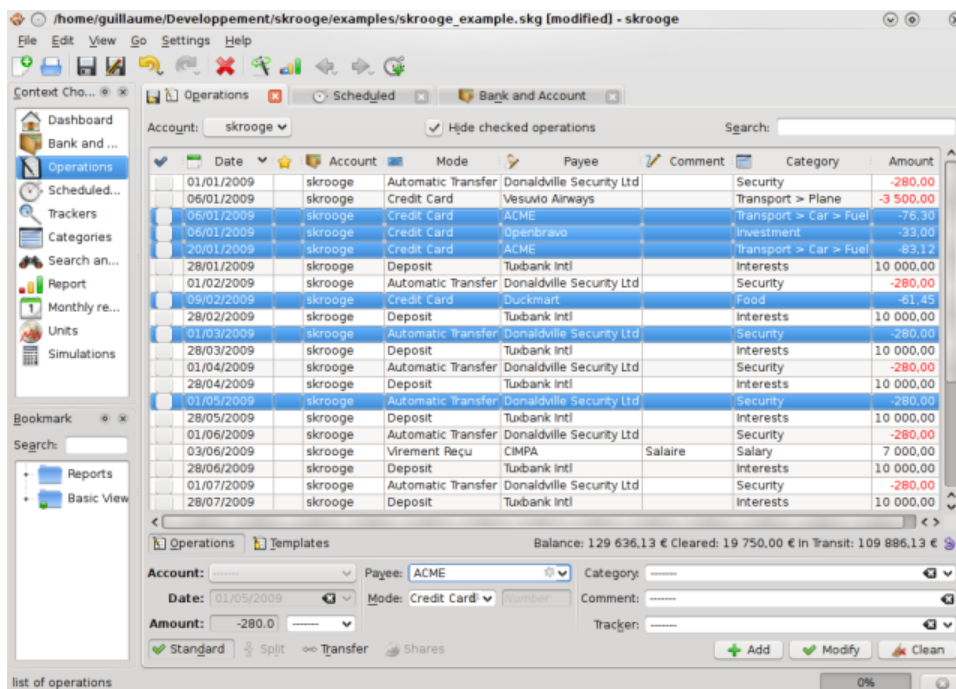 /home/guillaume/Developpement/skrooge/examples/skrooge_example.skg [modified] - skrooge
File Edit View Go Settings Help
Context Cho...
Dashboard
Bank and ...
Operations
Scheduled...
Trackers
Categories
Search an...
Report
Monthly re...
Units
Simulations
Bookmark
Search:
Reports
Basic View
Operations Scheduled Bank and Account
Account: skrooge Hide checked operations Search:
Date Account Mode Payee Comment Category Amount
01/01/2009 skrooge Automatic Transfer Donaldville Security Ltd Security -280,00
06/01/2009 skrooge Credit Card Vesuvio Airways Transport > Plane -3 500,00
06/01/2009 skrooge Credit Card ACME Transport > Car > Fuel -76,30
06/01/2009 skrooge Credit Card Openbravo Investment -33,00
20/01/2009 skrooge Credit Card ACME Transport > Car > Fuel -83,12
28/01/2009 skrooge Deposit Tuxbank Intl Interests 10 000,00
01/02/2009 skrooge Automatic Transfer Donaldville Security Ltd Security -280,00
09/02/2009 skrooge Credit Card Duckmart Food -61,45
28/02/2009 skrooge Deposit Tuxbank Intl Interests 10 000,00
01/03/2009 skrooge Automatic Transfer Donaldville Security Ltd Security -280,00
28/03/2009 skrooge Deposit Tuxbank Intl Interests 10 000,00
01/04/2009 skrooge Automatic Transfer Donaldville Security Ltd Security -280,00
28/04/2009 skrooge Deposit Tuxbank Intl Interests 10 000,00
01/05/2009 skrooge Automatic Transfer Donaldville Security Ltd Security -280,00
28/05/2009 skrooge Deposit Tuxbank Intl Interests 10 000,00
01/06/2009 skrooge Automatic Transfer Donaldville Security Ltd Security -280,00
03/06/2009 skrooge Virement Reçu CIMPA Salaire Salary 7 000,00
28/06/2009 skrooge Deposit Tuxbank Intl Interests 10 000,00
01/07/2009 skrooge Automatic Transfer Donaldville Security Ltd Security -280,00
28/07/2009 skrooge Deposit Tuxbank Intl Interests 10 000,00
Operations Templates Balance: 129 636,13 € Cleared: 19 750,00 € In Transit: 109 886,13 €
Account: ------- Payee: ACME Category: -------
Date: 01/05/2009 Mode: Credit Card Number Comment: -------
Amount: -280.0 ------- Tracker: -------
Standard Split Transfer Shares Add Modify Clean
list of operations 0%